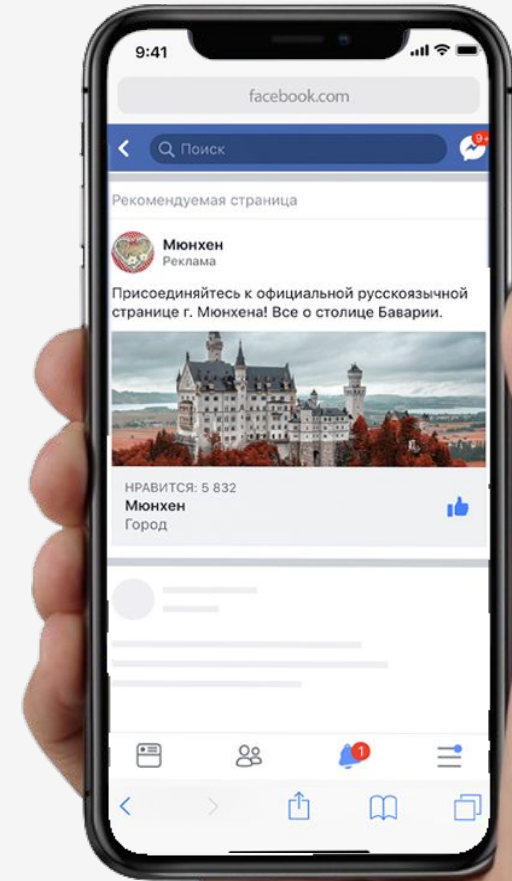 9:41
facebook.com
Поиск
9+
Рекомендуемая страница
Мюнхен
Реклама
Присоединяйтесь к официальной русскоязычной
странице г. Мюнхена! Все о столице Баварии.
НРАВИТСЯ: 5 832
Мюнхен
Город
1